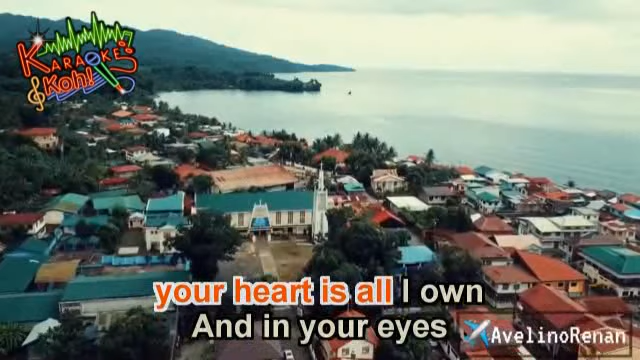 KARAOKE
Koh!
your heart is all I own
And in your eyes
AvelinoRenan